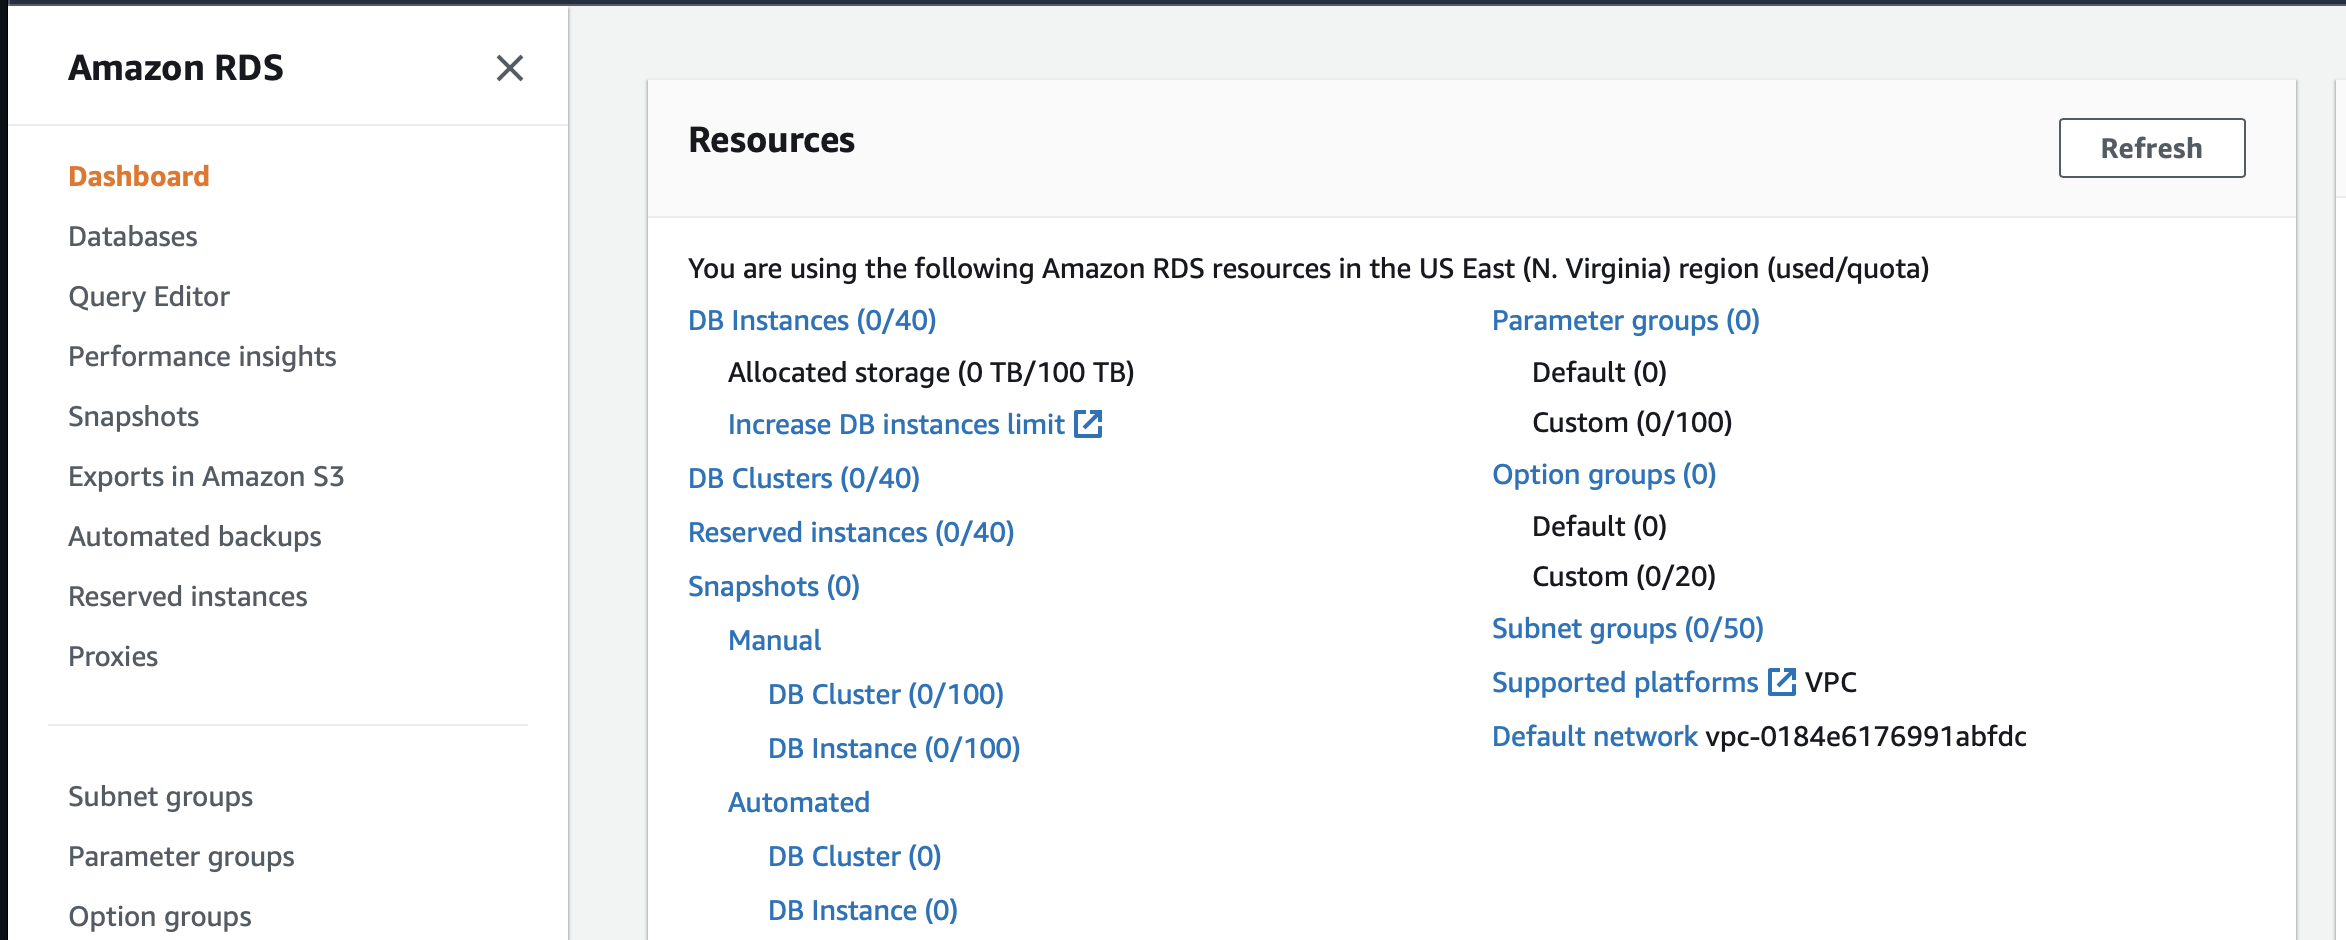 Amazon RDS
Dashboard
Databases
Query Editor
Performance insights
Snapshots
Exports in Amazon S3
Automated backups
Reserved instances
Proxies
Subnet groups
Parameter groups
Option groups
Resources
Refresh
You are using the following Amazon RDS resources in the US East (N. Virginia) region (used/quota)
DB Instances (0/40)
Allocated storage (0 TB/100 TB)
Increase DB instances limit
DB Clusters (0/40)
Reserved instances (0/40)
Snapshots (0)
Manual
DB Cluster (0/100)
DB Instance (0/100)
Automated
DB Cluster (0)
DB Instance (0)
Parameter groups (0)
Default (0)
Custom (0/100)
Option groups (0)
Default (0)
Custom (0/20)
Subnet groups (0/50)
Supported platforms VPC
Default network vpc-0184e6176991abfdc